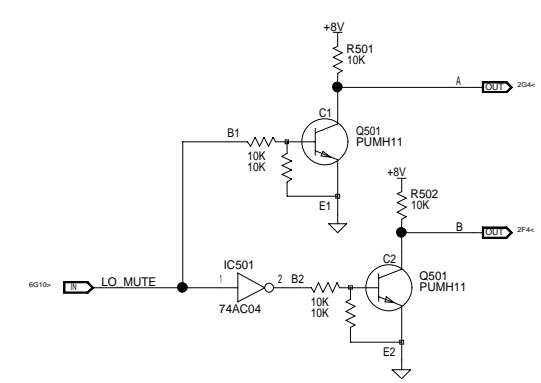 +8V
R501
10K
A
OUT
2G4<
C1
B1
Q501
PUMH11
10K
10K
E1
+8V
R502
10K
B
OUT
2F4<
C2
IC501
Q501
PUMH11
6G10>
IN
LO_MUTE
1
2
B2
10K
10K
74AC04
E2